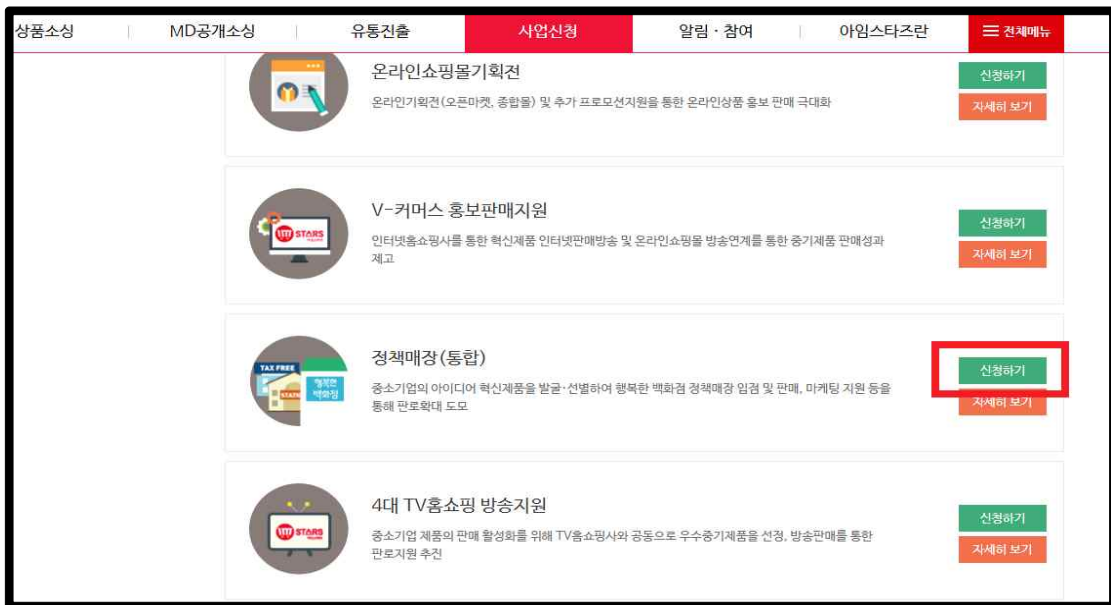 상품소싱 MD공개소싱 유통진출 사업신청 알림 · 참여 아임스타즈란 전체메뉴
온라인쇼핑몰기획전
온라인기획전(오픈마켓, 종합몰) 및 추가 프로모션지원을 통한 온라인상품 홍보 판매 극대화
신청하기
자세히 보기
STARS
V-커머스 홍보판매지원
인터넷홈쇼핑사를 통한 혁신제품 인터넷판매방송 및 온라인쇼핑몰 방송연계를 통한 중기제품 판매성과
제고
신청하기
자세히 보기
TAX FREE
STATI
행복한
백화점
정책매장(통합)
중소기업의 아이디어 혁신제품을 발굴·선별하여 행복한 백화점 정책매장 입점 및 판매, 마케팅 지원 등을
통해 판로확대 도모
신청하기
자세히 보기
STARS
4대 TV홈쇼핑 방송지원
중소기업 제품의 판매 활성화를 위해 TV홈쇼핑사와 공동으로 우수중기제품을 선정, 방송판매를 통한
판로지원 추진
신청하기
자세히 보기